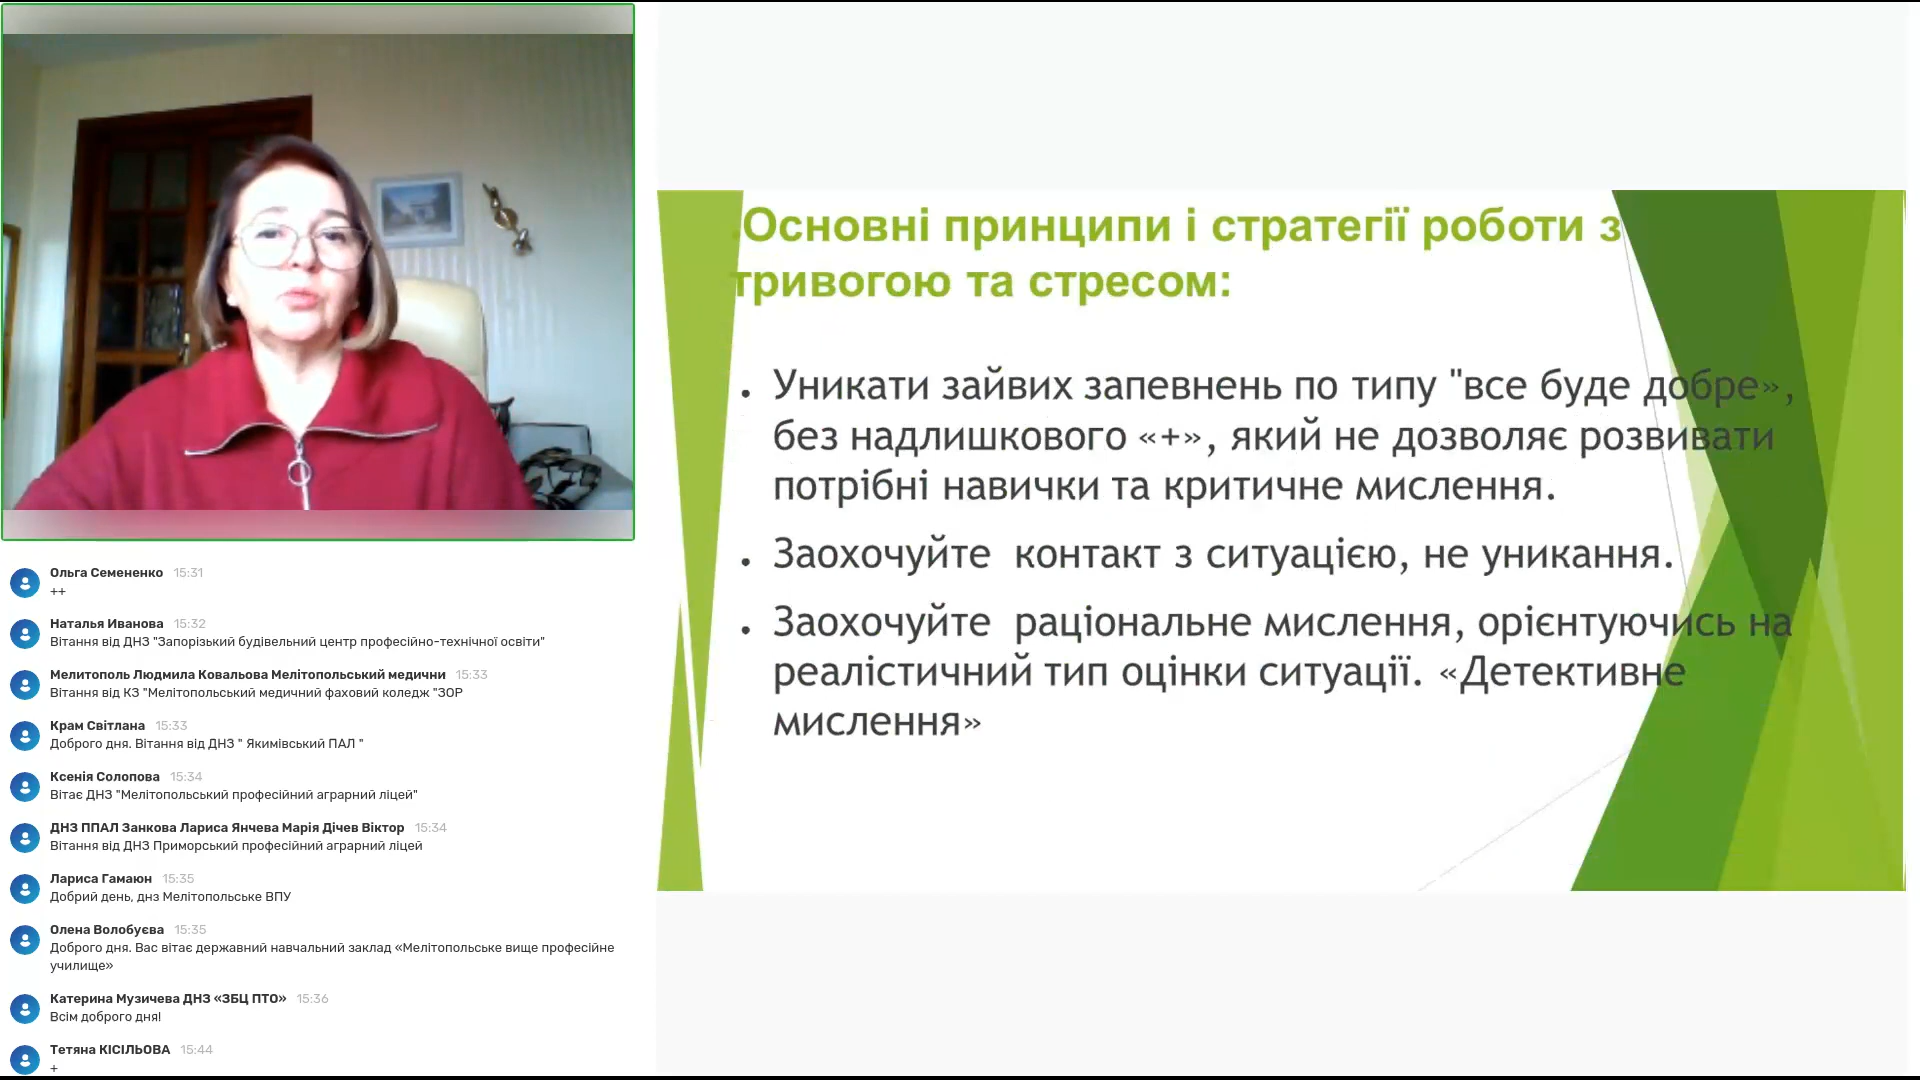 Ольга Семененко 15:31
++
Наталья Иванова 15:32
Вітання від ДНЗ "Запорізький будівельний центр професійно-технічної освіти"
Мелитополь Людмила Ковальова Мелітопольський медични 15:33
Вітання від КЗ "Мелітопольський медичний фаховий коледж "ЗОР
Крам Світлана 15:33
Доброго дня. Вітання від ДНЗ " Якимівський ПАЛ "
Ксенія Солопова 15:34
Вітає ДНЗ "Мелітопольський професійний аграрний ліцей"
ДНЗ ППАЛ Занкова Лариса Янчева Марія Дічев Віктор 15:34
Вітання від ДНЗ Приморський професійний аграрний ліцей
Лариса Гамаюн 15:35
Добрий день, днз Мелітопольське ВПУ
Олена Волобуєва 15:35
Доброго дня. Вас вітає державний навчальний заклад «Мелітопольське вище професійне
училище»
Катерина Музичева ДНЗ «ЗБЦ ПТО» 15:36
Всім доброго дня!
Тетяна КІСІЛЬОВА 15:44
+
.Основні принципи і стратегії роботи з
тривогою та стресом:
• Уникати зайвих запевнень по типу "все буде добре»,
без надлишкового «+», який не дозволяє розвивати
потрібні навички та критичне мислення.
• Заохочуйте контакт з ситуацією, не уникання.
• Заохочуйте раціональне мислення, орієнтуючись на
реалістичний тип оцінки ситуації. «Детективне
мислення»